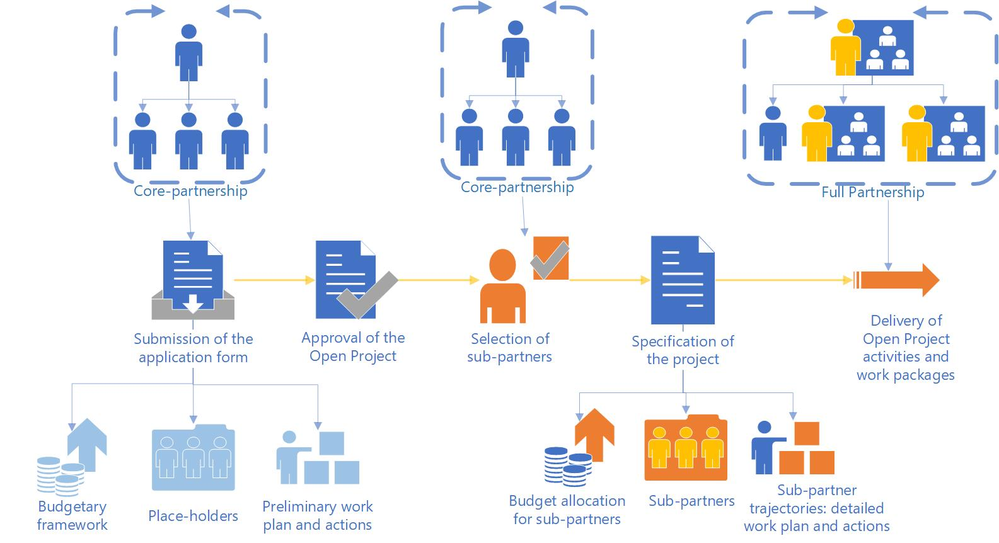 Core-partnership
Core-partnership
Full Partnership
Submission of the
application form
Approval of the
Open Project
Selection of
sub-partners
Specification of
the project
Delivery of
Open Project
activities and
work packages
Budgetary
framework
Place-holders
Preliminary work
plan and actions
Budget allocation
for sub-partners
Sub-partners
Sub-partner
trajectories: detailed
work plan and actions